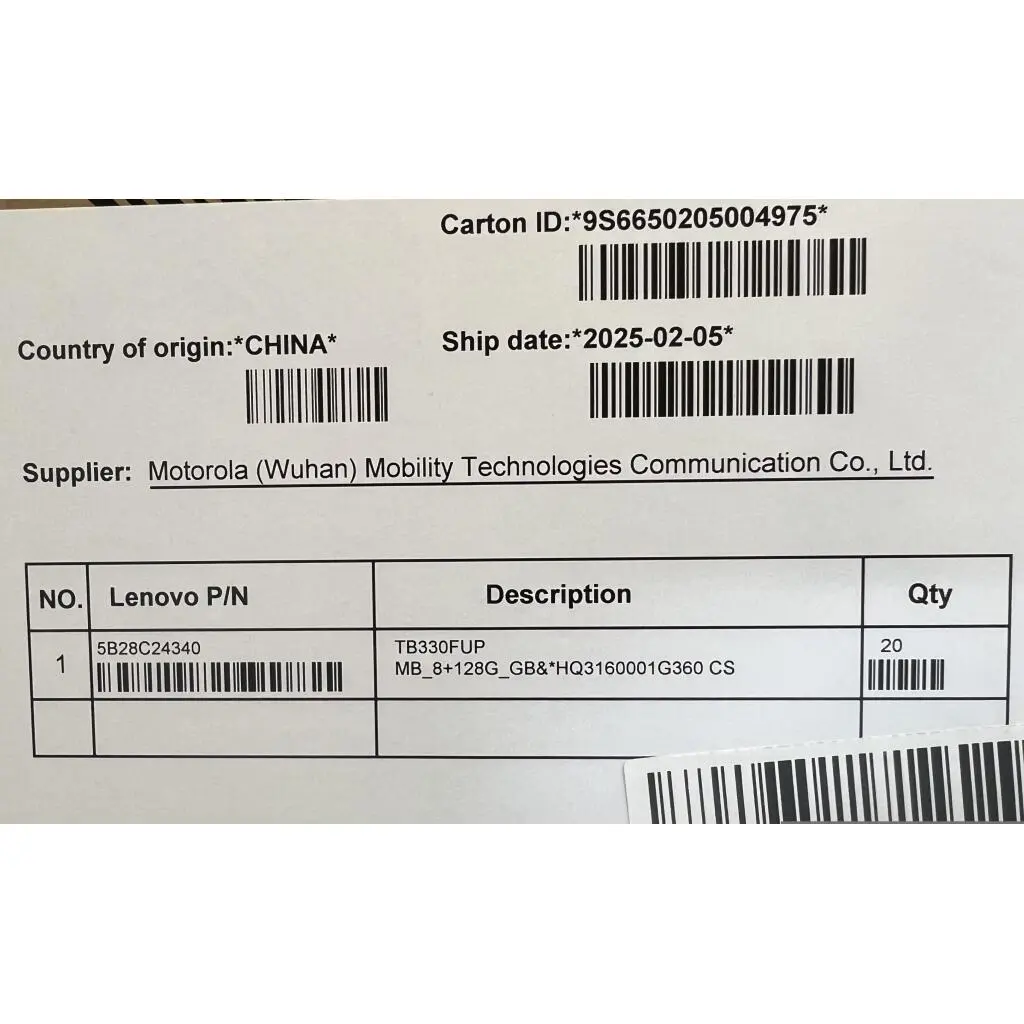 Carton ID:*9S6650205004975*
Country of origin:*CHINA*
Ship date:*2025-02-05*
Supplier: Motorola (Wuhan) Mobility Technologies Communication Co., Ltd.
NO. Lenovo P/N Description Qty
1 5B28C24340 TB330FUP 20
MB_8+128G_GB&*HQ3160001G360 CS